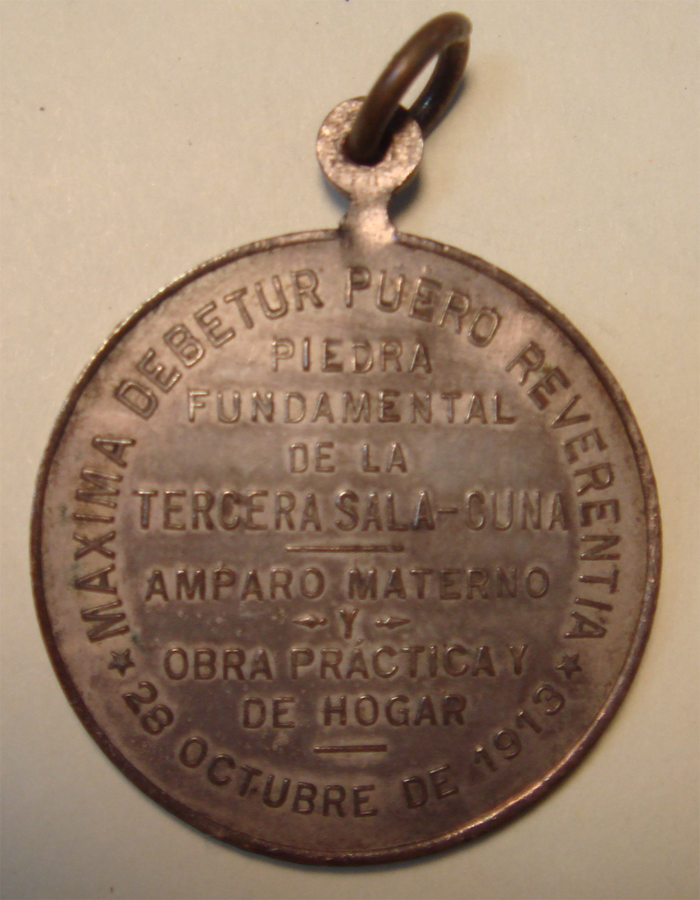 MAXIMA DEBETUR PUERO REVERENTIA
PIEDRA
FUNDAMENTAL
DE LA
TERCERA SALA-CUNA
AMPARO MATERNO
Y
OBRA PRÁCTICA Y
DE HOGAR
28 OCTUBRE DE 1913